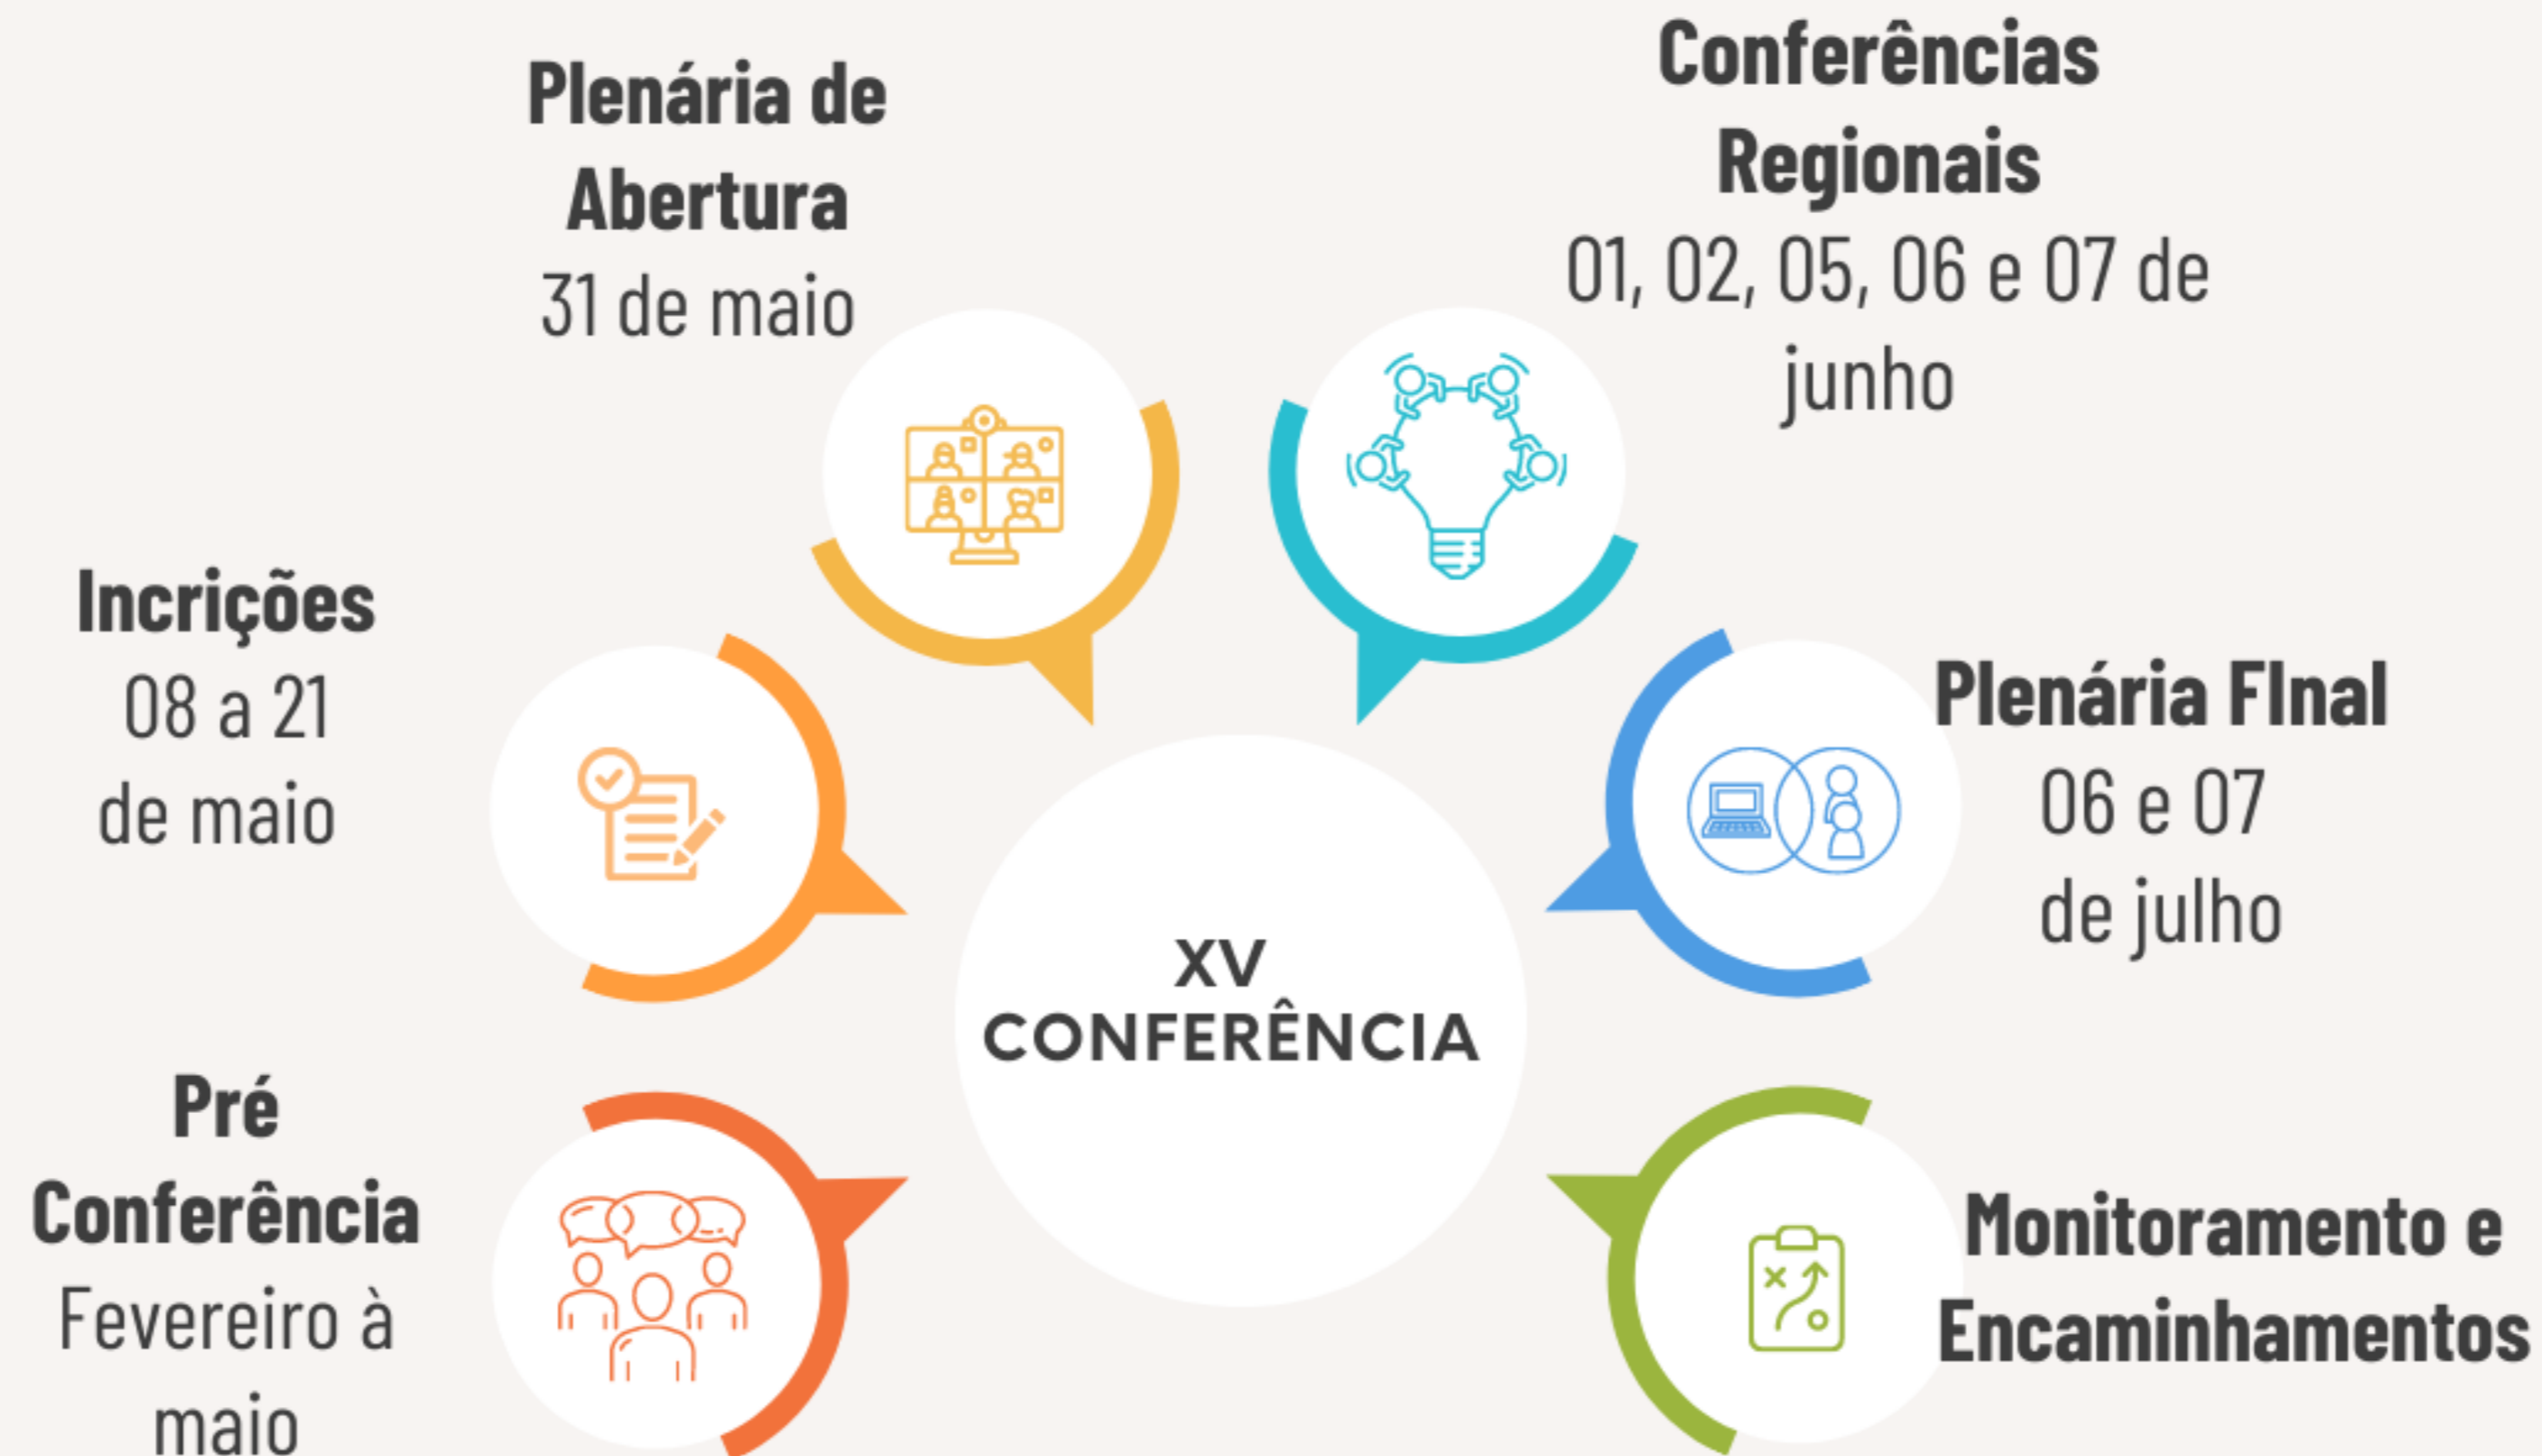 Plenária de
Abertura
31 de maio
Conferências
Regionais
01, 02, 05, 06 e 07 de
junho
Incrições
08 a 21
de maio
Plenária FInal
06 e 07
de julho
XV
CONFERÊNCIA
Pré
Conferência
Fevereiro à
maio
Monitoramento e
Encaminhamentos